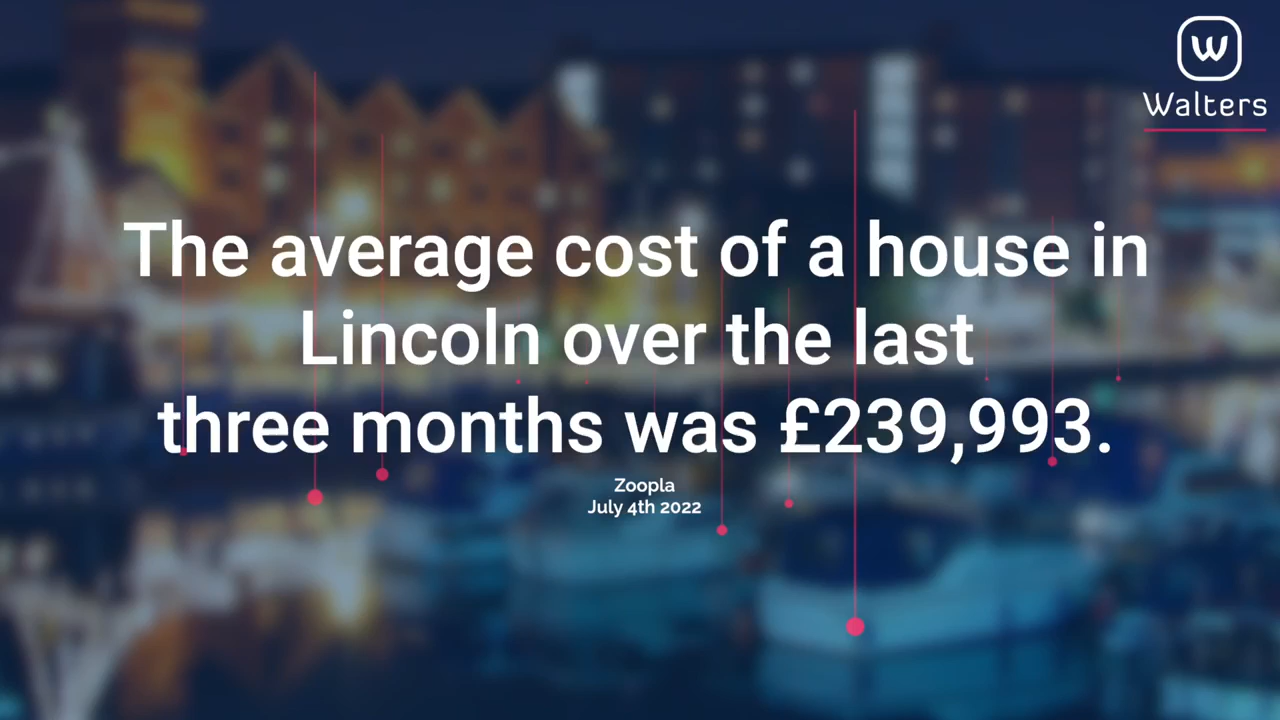 W
Walters
The average cost of a house in
Lincoln over the last
three months was £239,993.
Zoopla
July 4th 2022